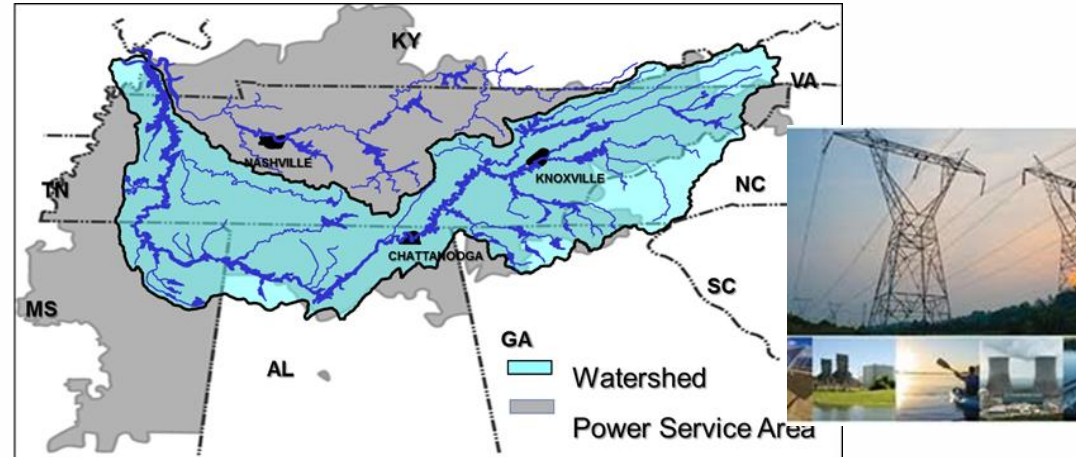 KY
VA
NASHVILLE
KNOXVILLE
TN
NC
CHATTANOOGA
SC
MS
GA
AL
Watershed
Power Service Area